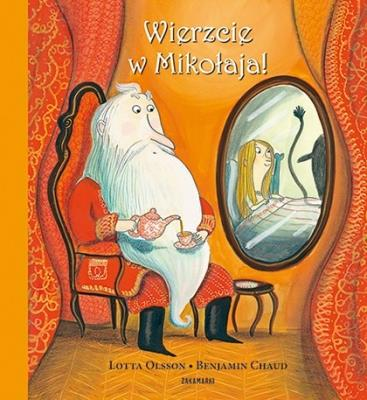 Wierzcie
w Mikołaja!
LOTTA OLSSON • BENJAMIN CHAUD
ZAKAMARKI